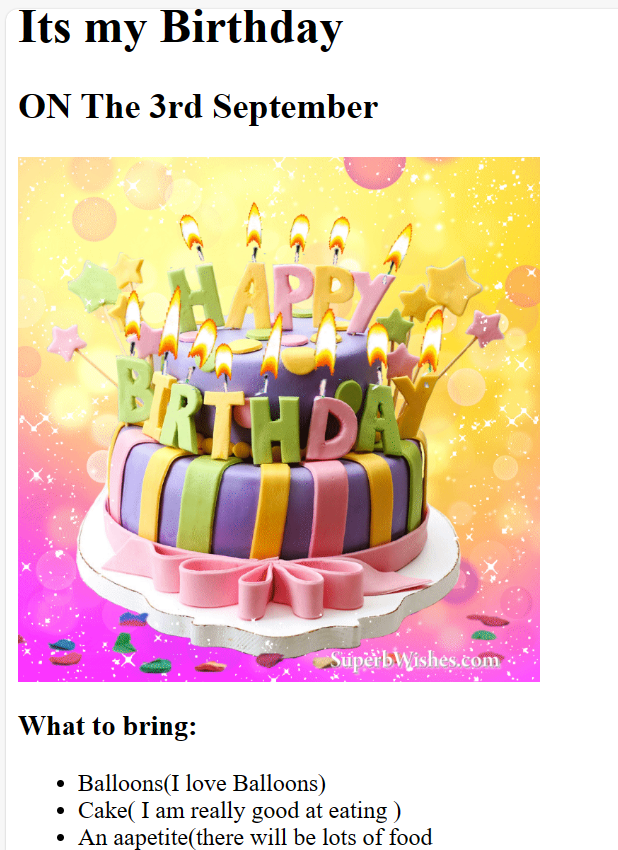 Its my Birthday
ON The 3rd September
HAPPY
BIRTHDAY
SuperbWishes.com
What to bring:
Balloons(I love Balloons)
Cake( I am really good at eating )
An aapetite(there will be lots of food